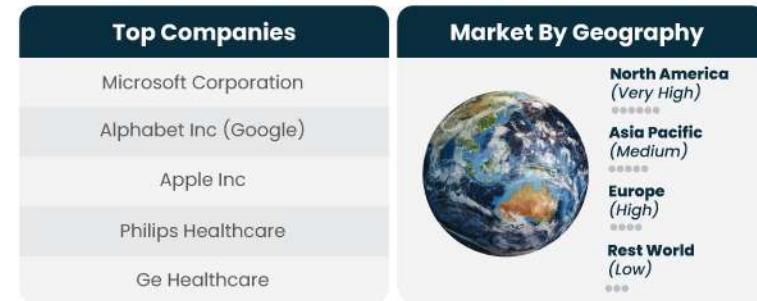 Top Companies
Microsoft Corporation
Alphabet Inc (Google)
Apple Inc
Philips Healthcare
Ge Healthcare
Market By Geography
North America
(Very High)
Asia Pacific
(Medium)
Europe
(High)
Rest World
(Low)